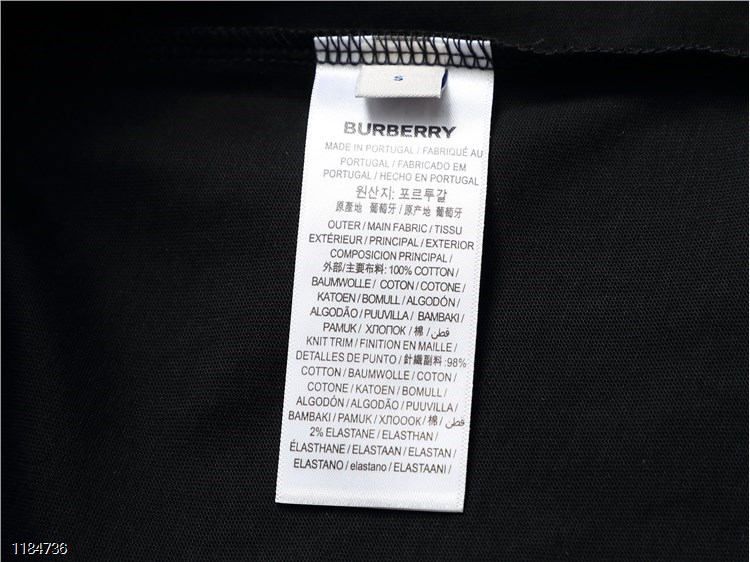 S
BURBERRY
MADE IN PORTUGAL / FABRIQUÉ AU
PORTUGAL / FABRICADO EM
PORTUGAL / HECHO EN PORTUGAL
원산지: 포르투갈
原產地 葡萄牙 / 原产地 葡萄牙
OUTER / MAIN FABRIC / TISSU
EXTÉRIEUR / PRINCIPAL / EXTERIOR
COMPOSICION PRINCIPAL /
外部/主要布料: 100% COTTON /
BAUMWOLLE / COTON / COTONE /
KATOEN / BOMULL / ALGODÓN /
ALGODÃO / PUUVILLA / BAMBAKI /
PAMUK / ХЛОПОК / 棉 / قطن /
KNIT TRIM / FINITION EN MAILLE /
DETALLES DE PUNTO / 針織副料 :98%
COTTON / BAUMWOLLE / COTON /
COTONE / KATOEN / BOMULL /
ALGODÓN / ALGODÃO / PUUVILLA /
BAMBAKI / PAMUK / ХЛОООК / 棉 / قطن /
2% ELASTANE / ELASTHAN /
ÉLASTHANE / ELASTAAN / ELASTAN /
ELASTANO / elastano / ELASTAANI /
1184736